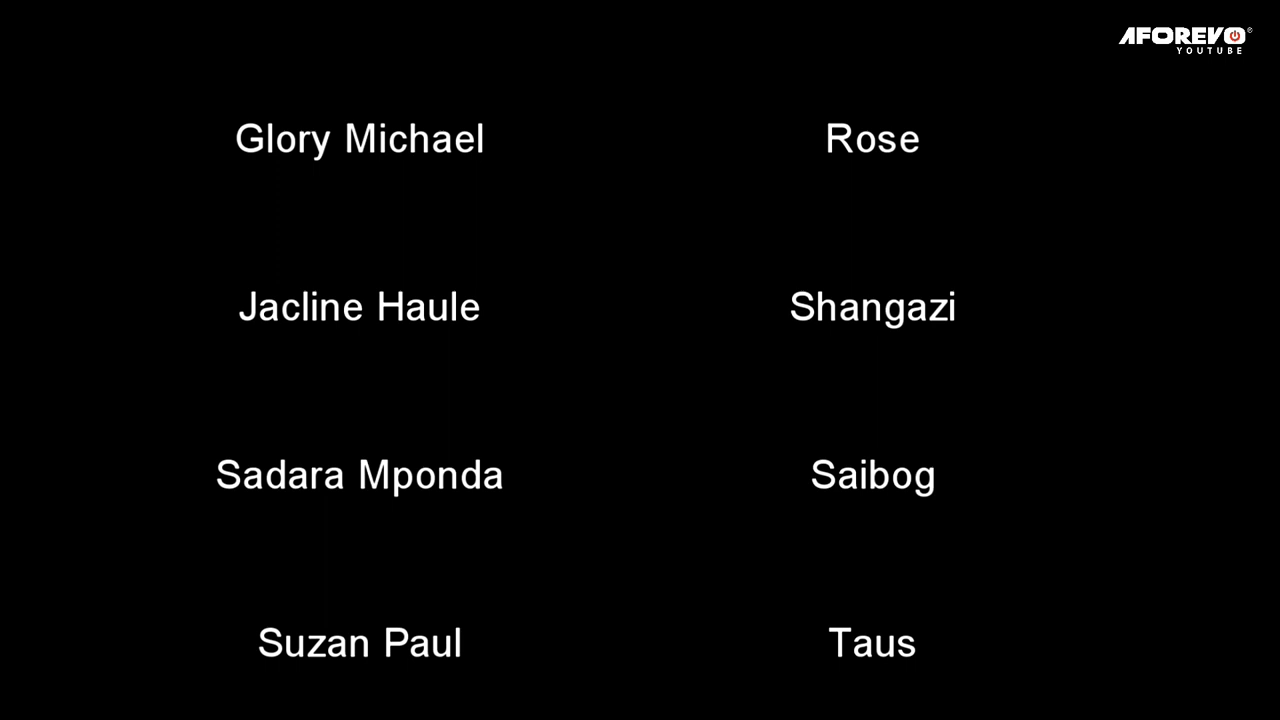 AFOREVO
YOUTUBE
Glory Michael Rose
Jacline Haule Shangazi
Sadara Mponda Saibog
Suzan Paul Taus